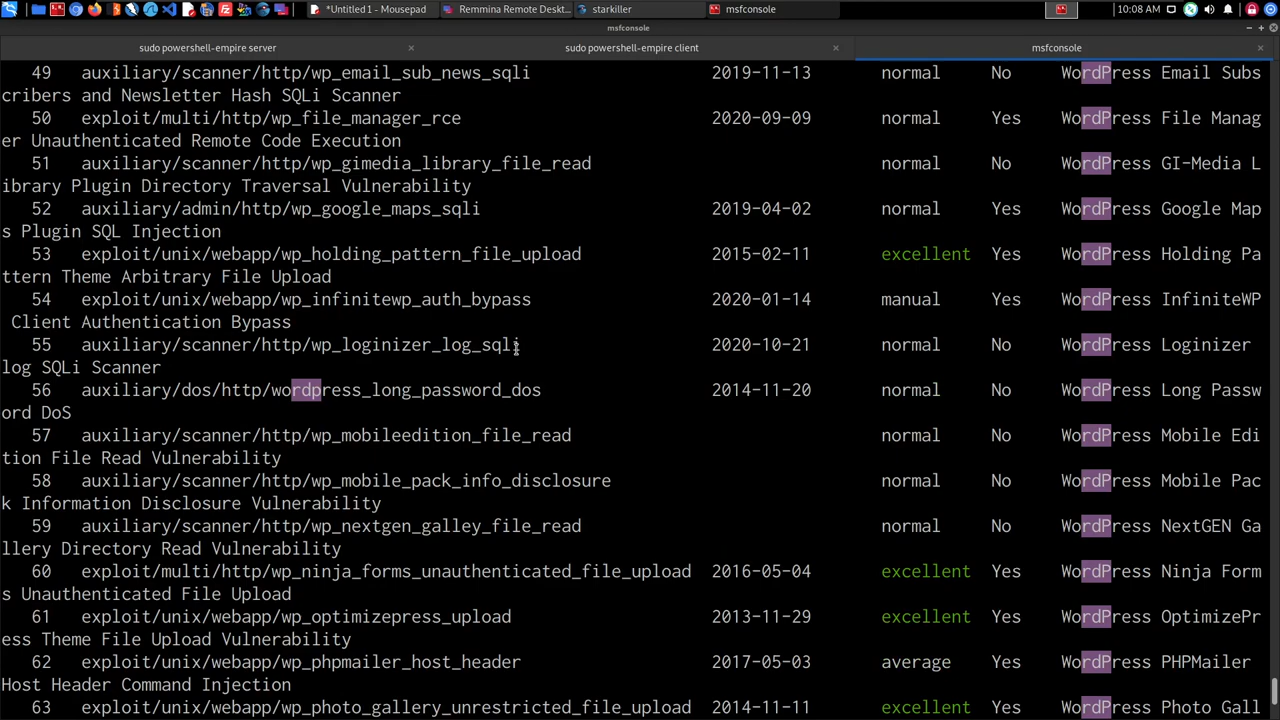 *Untitled 1 - Mousepad Remmina Remote Deskt... starkiller msfconsole 10:08 AM
msfconsole
sudo powershell-empire server sudo powershell-empire client msfconsole
49 auxiliary/scanner/http/wp_email_sub_news_sqli 2019-11-13 normal No WordPress Email Subs
cribers and Newsletter Hash SQLi Scanner
50 exploit/multi/http/wp_file_manager_rce 2020-09-09 normal Yes WordPress File Manag
er Unauthenticated Remote Code Execution
51 auxiliary/scanner/http/wp_gimedia_library_file_read normal No WordPress GI-Media L
ibrary Plugin Directory Traversal Vulnerability
52 auxiliary/admin/http/wp_google_maps_sqli 2019-04-02 normal Yes WordPress Google Map
s Plugin SQL Injection
53 exploit/unix/webapp/wp_holding_pattern_file_upload 2015-02-11 excellent Yes WordPress Holding Pa
ttern Theme Arbitrary File Upload
54 exploit/unix/webapp/wp_infinitewp_auth_bypass 2020-01-14 manual Yes WordPress InfiniteWP
Client Authentication Bypass
55 auxiliary/scanner/http/wp_loginizer_log_sqli 2020-10-21 normal No WordPress Loginizer
log SQLi Scanner
56 auxiliary/dos/http/wordpress_long_password_dos 2014-11-20 normal No WordPress Long Passw
ord DoS
57 auxiliary/scanner/http/wp_mobileedition_file_read normal No WordPress Mobile Edi
tion File Read Vulnerability
58 auxiliary/scanner/http/wp_mobile_pack_info_disclosure normal No WordPress Mobile Pac
k Information Disclosure Vulnerability
59 auxiliary/scanner/http/wp_nextgen_galley_file_read normal No WordPress NextGEN Ga
llery Directory Read Vulnerability
60 exploit/multi/http/wp_ninja_forms_unauthenticated_file_upload 2016-05-04 excellent Yes WordPress Ninja Form
s Unauthenticated File Upload
61 exploit/unix/webapp/wp_optimizepress_upload 2013-11-29 excellent Yes WordPress OptimizePr
ess Theme File Upload Vulnerability
62 exploit/unix/webapp/wp_phpmailer_host_header 2017-05-03 average Yes WordPress PHPMailer
Host Header Command Injection
63 exploit/unix/webapp/wp_photo_gallery_unrestricted_file_upload 2014-11-11 excellent Yes WordPress Photo Gall